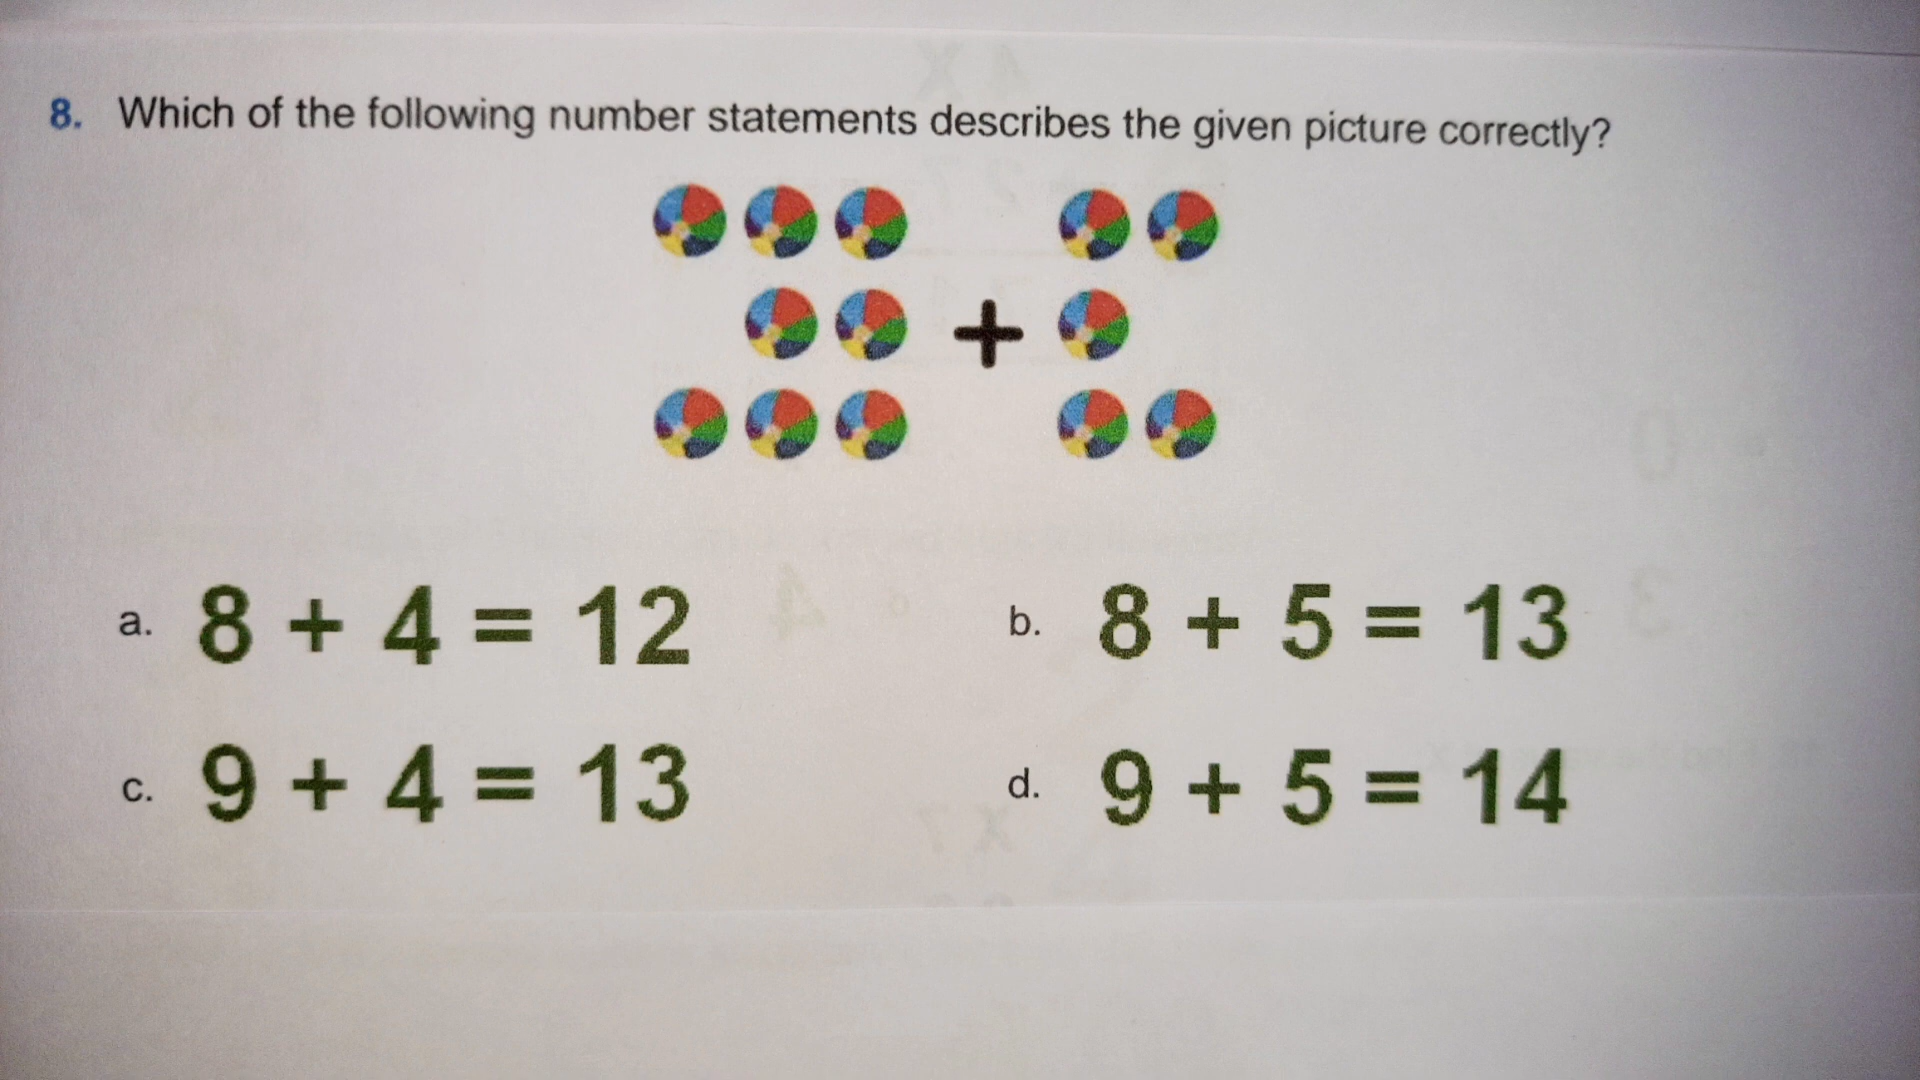 8. Which of the following number statements describes the given picture correctly?
+
a. 8 + 4 = 12
b. 8 + 5 = 13
c. 9 + 4 = 13
d. 9 + 5 = 14